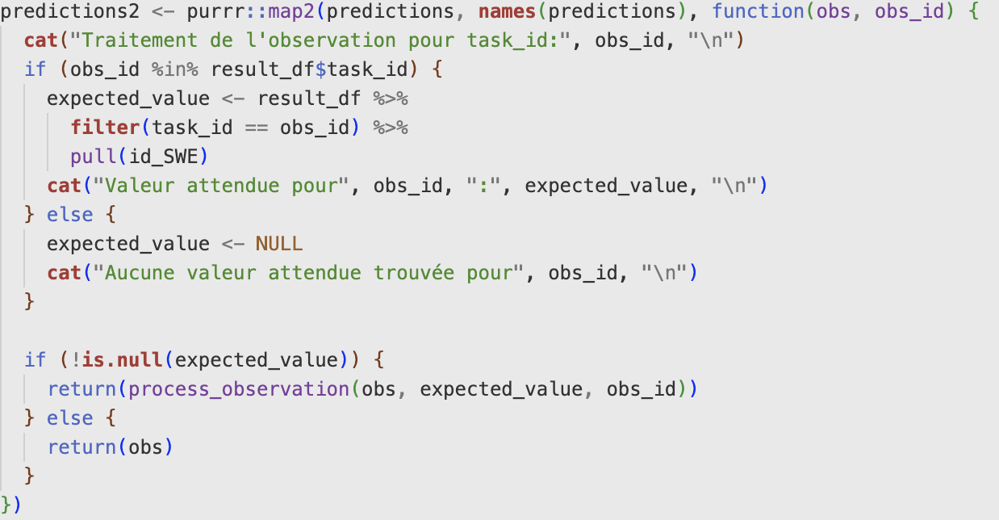 predictions2 <- purrr::map2(predictions, names(predictions), function(obs, obs_id) {
  cat("Traitement de l'observation pour task_id:", obs_id, "\n")
  if (obs_id %in% result_df$task_id) {
    expected_value <- result_df %>%
      filter(task_id == obs_id) %>%
      pull(id_SWE)
    cat("Valeur attendue pour", obs_id, ":", expected_value, "\n")
  } else {
    expected_value <- NULL
    cat("Aucune valeur attendue trouvée pour", obs_id, "\n")
  }

  if (!is.null(expected_value)) {
    return(process_observation(obs, expected_value, obs_id))
  } else {
    return(obs)
  }
})